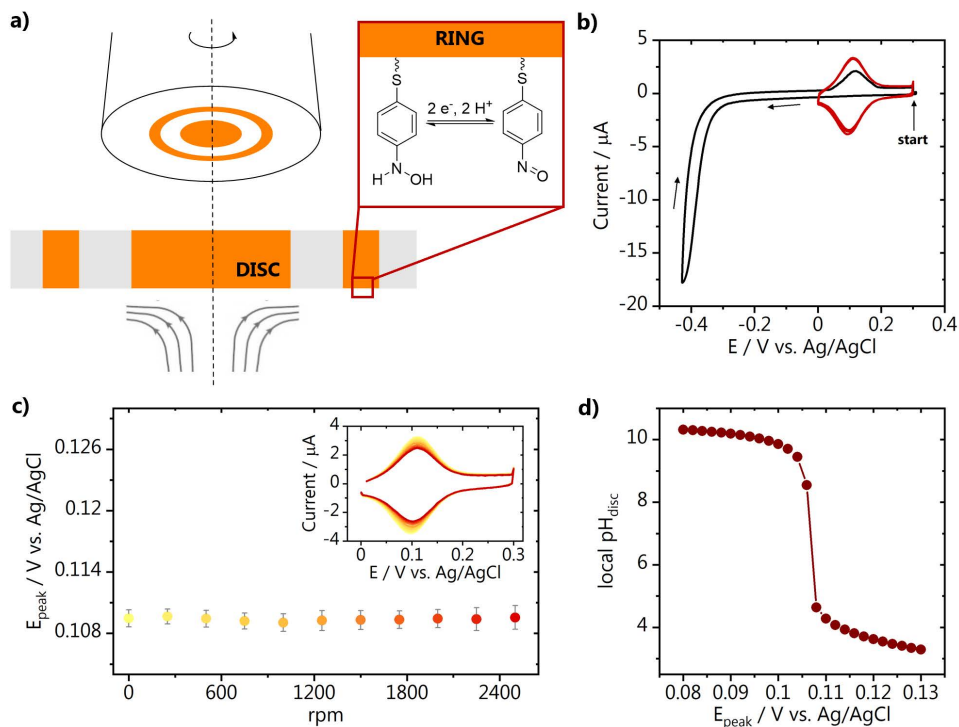 a)
RING
S
S
2 e⁻, 2 H⁺
H N OH
N O
DISC
b)
5
0
-5
-10
-15
-20
Current / μA
start
-0.4 -0.2 0 0.2 0.4
E / V vs. Ag/AgCl
c)
0.126
0.12
0.114
0.108
E_peak / V vs. Ag/AgCl
0 600 1200 1800 2400
rpm
4
2
0
-2
-4
Current / μA
0 0.1 0.2 0.3
E / V vs. Ag/AgCl
d)
10
8
6
4
local pH_disc
0.08 0.09 0.10 0.11 0.12 0.13
E_peak / V vs. Ag/AgCl